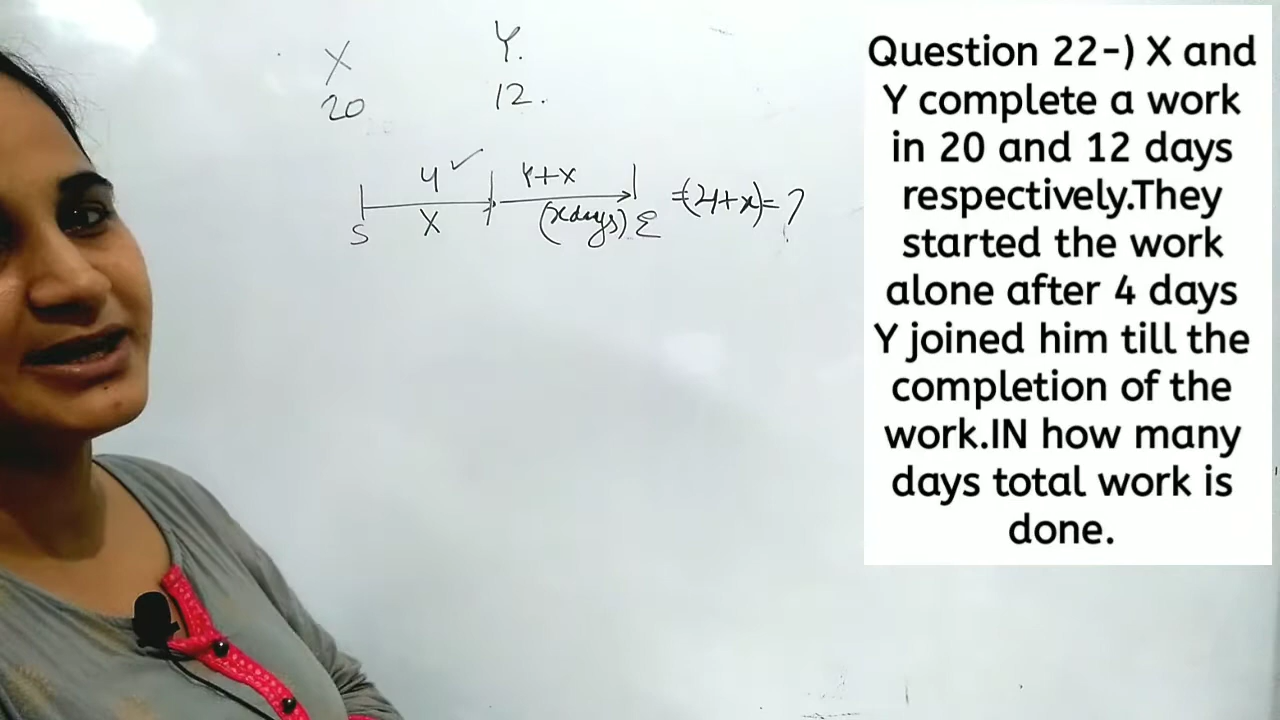 X Y.
20 12.
4 ✓ Y+X
S X (x days) E =(4+x)=?
Question 22-) X and
Y complete a work
in 20 and 12 days
respectively.They
started the work
alone after 4 days
Y joined him till the
completion of the
work.IN how many
days total work is
done.